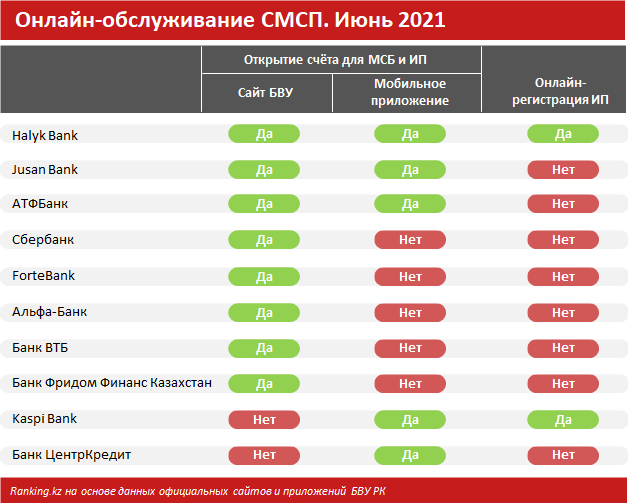 Онлайн-обслуживание СМСП. Июнь 2021
Открытие счёта для МСБ и ИП
Сайт БВУ
Мобильное
приложение
Онлайн-
регистрация ИП
Halyk Bank Да Да Да
Jusan Bank Да Да Нет
АТФБанк Да Да Нет
Сбербанк Да Нет Нет
ForteBank Да Нет Нет
Альфа-Банк Да Нет Нет
Банк ВТБ Да Нет Нет
Банк Фридом Финанс Казахстан Да Нет Нет
Kaspi Bank Нет Да Да
Банк ЦентрКредит Нет Да Нет
Ranking.kz на основе данных официальных сайтов и приложений БВУ РК